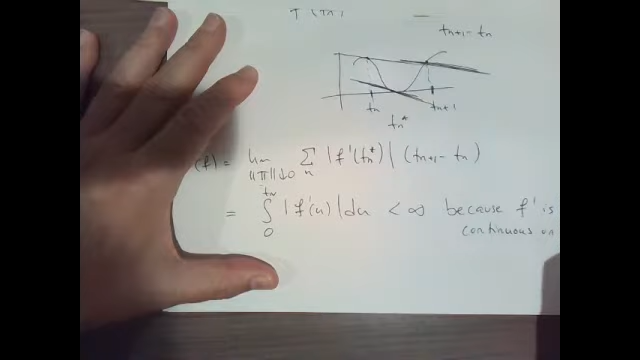 tn+1 - tn
tn
tn+1
tn*
(f) = lim ∑ |f'(tn*)| (tn+1 - tn)
||π||↓0 n
= ∫ |f'(u)| du < ∞ because f' is
0
continuous on